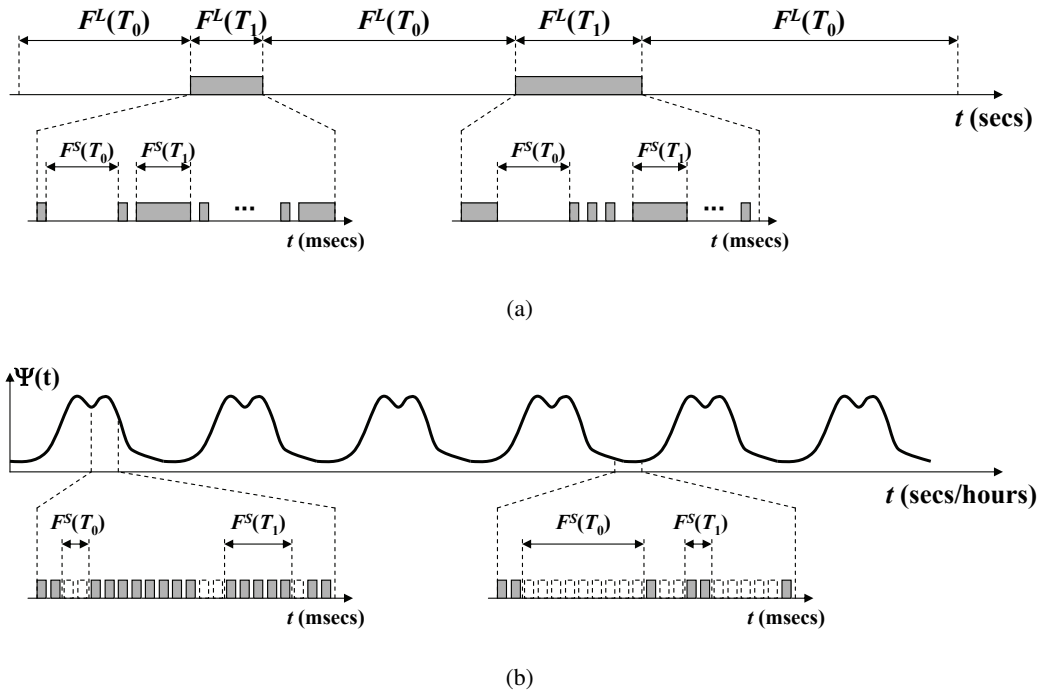 F^L(T_0) F^L(T_1) F^L(T_0) F^L(T_1) F^L(T_0)
t (secs)
F^S(T_0) F^S(T_1) F^S(T_0) F^S(T_1)
... ...
t (msecs) t (msecs)
(a)
Ψ(t)
t (secs/hours)
F^S(T_0) F^S(T_1) F^S(T_0) F^S(T_1)
t (msecs) t (msecs)
(b)